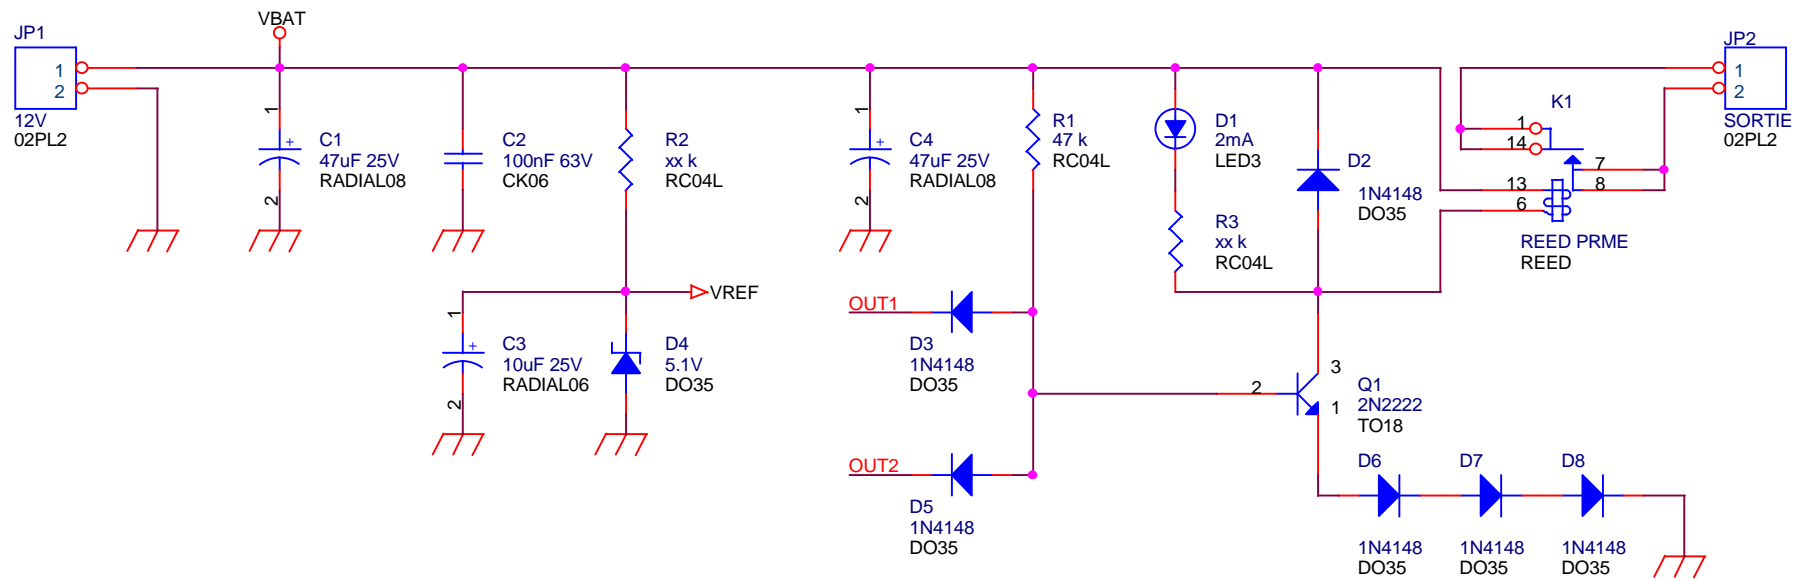 VBAT
JP1
1
2
12V
02PL2
1
C1
47uF 25V
RADIAL08
2
C2
100nF 63V
CK06
R2
xx k
RC04L
1
C4
47uF 25V
RADIAL08
2
R1
47 k
RC04L
D1
2mA
LED3
D2
1N4148
DO35
R3
xx k
RC04L
K1
1
14
7
8
13
6
REED PRME
REED
JP2
1
2
SORTIE
02PL2
VREF
1
C3
10uF 25V
RADIAL06
2
D4
5.1V
DO35
OUT1
D3
1N4148
DO35
OUT2
D5
1N4148
DO35
2
3
1
Q1
2N2222
TO18
D6
1N4148
DO35
D7
1N4148
DO35
D8
1N4148
DO35